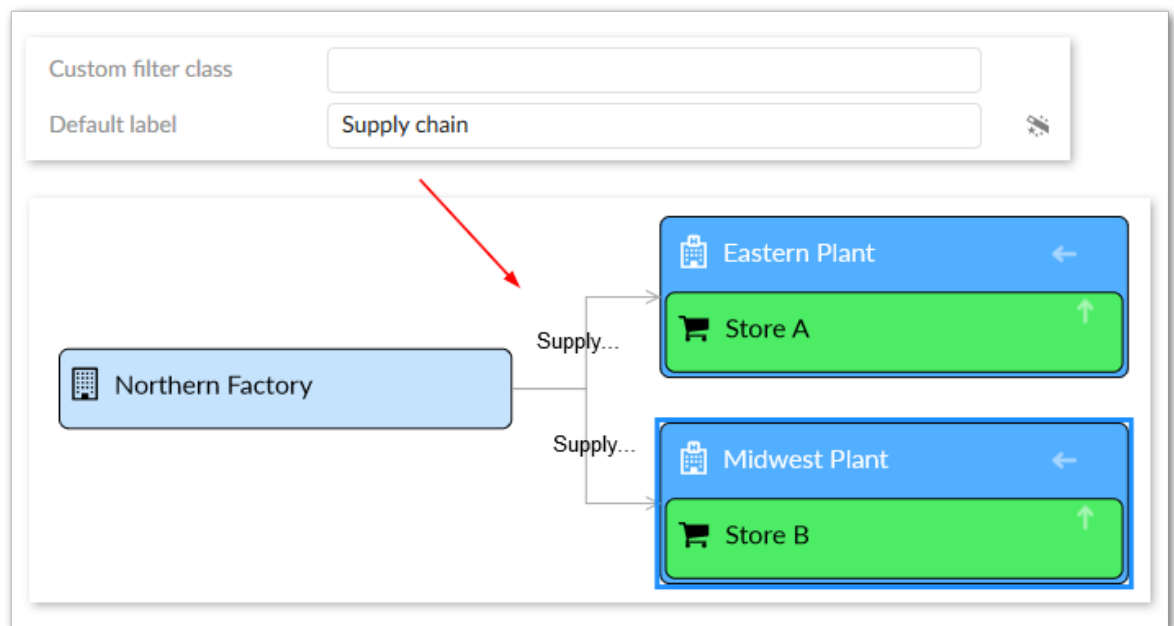 Custom filter class
Default label
Supply chain
Eastern Plant
Store A
Supply...
Northern Factory
Supply...
Midwest Plant
Store B